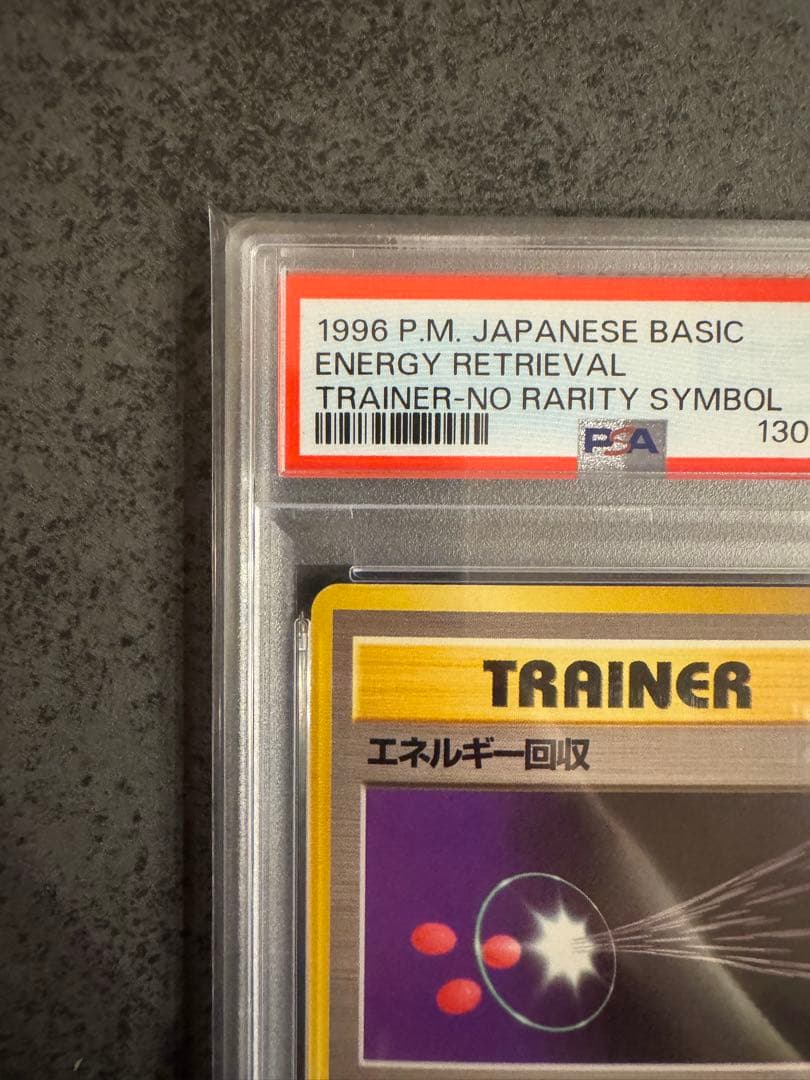 1996 P.M. JAPANESE BASIC
ENERGY RETRIEVAL
TRAINER-NO RARITY SYMBOL
PSA 130
TRAINER
エネルギー回収